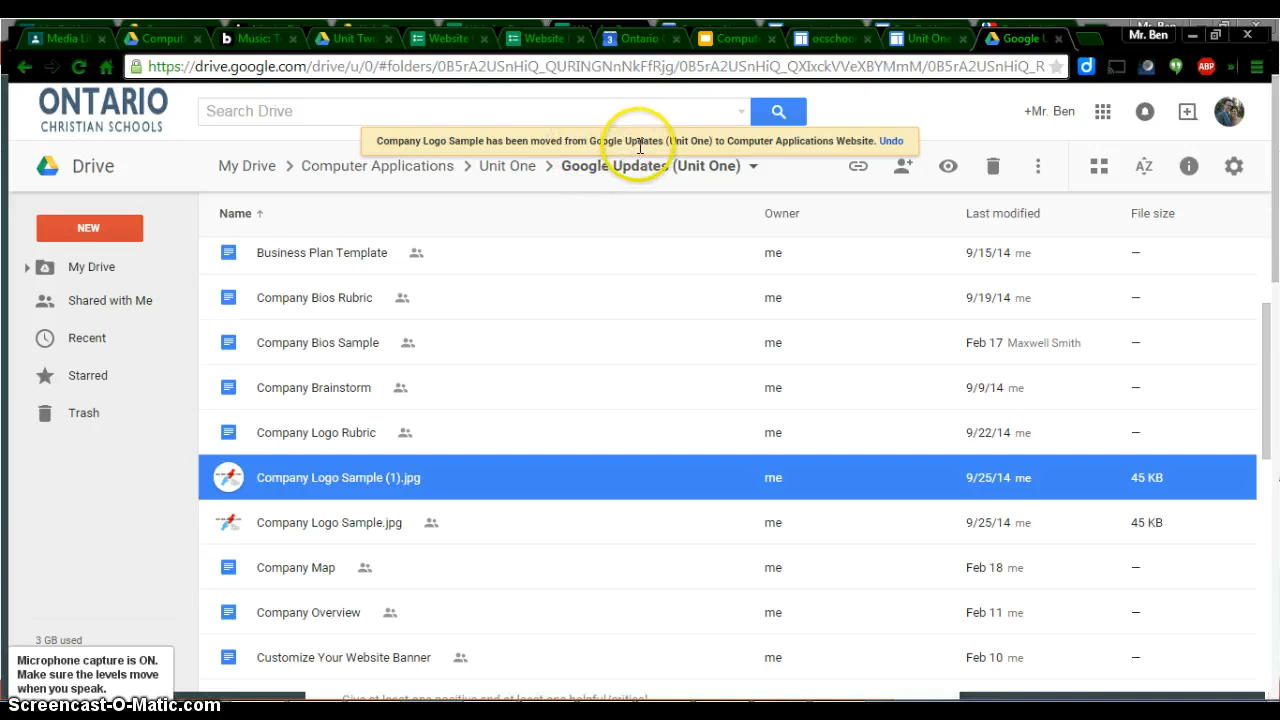 Mr. Ben
Media Li
Comput
Music: T
Unit Tw
Website
Website
Ontario C
Comput
ocschoo
Unit One
Google U
Mr. Ben
https://drive.google.com/drive/u/0/#folders/0B5rA2USnHiQ_QURINGNnNkFfRjg/0B5rA2USnHiQ_QXIxckVVeXBYMmM/0B5rA2USnHiQ_R
ABP
ONTARIO
CHRISTIAN SCHOOLS
Search Drive
+Mr. Ben
Company Logo Sample has been moved from Google Updates (Unit One) to Computer Applications Website. Undo
Drive
My Drive > Computer Applications > Unit One > Google Updates (Unit One)
NEW
My Drive
Shared with Me
Recent
Starred
Trash
Name Owner Last modified File size
Business Plan Template me 9/15/14 me —
Company Bios Rubric me 9/19/14 me —
Company Bios Sample me Feb 17 Maxwell Smith —
Company Brainstorm me 9/9/14 me —
Company Logo Rubric me 9/22/14 me —
Company Logo Sample (1).jpg me 9/25/14 me 45 KB
Company Logo Sample.jpg me 9/25/14 me 45 KB
Company Map me Feb 18 me —
Company Overview me Feb 11 me —
Customize Your Website Banner me Feb 10 me —
3 GB used
Microphone capture is ON.
Make sure the levels move
when you speak.
Screencast-O-Matic.com